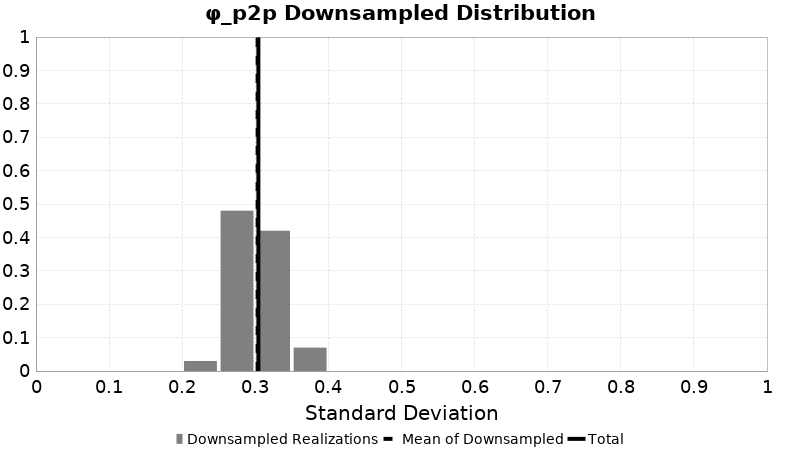 φ_p2p Downsampled Distribution
1
0.9
0.8
0.7
0.6
0.5
0.4
0.3
0.2
0.1
0
0 0.1 0.2 0.3 0.4 0.5 0.6 0.7 0.8 0.9 1
Standard Deviation
Downsampled Realizations Mean of Downsampled Total